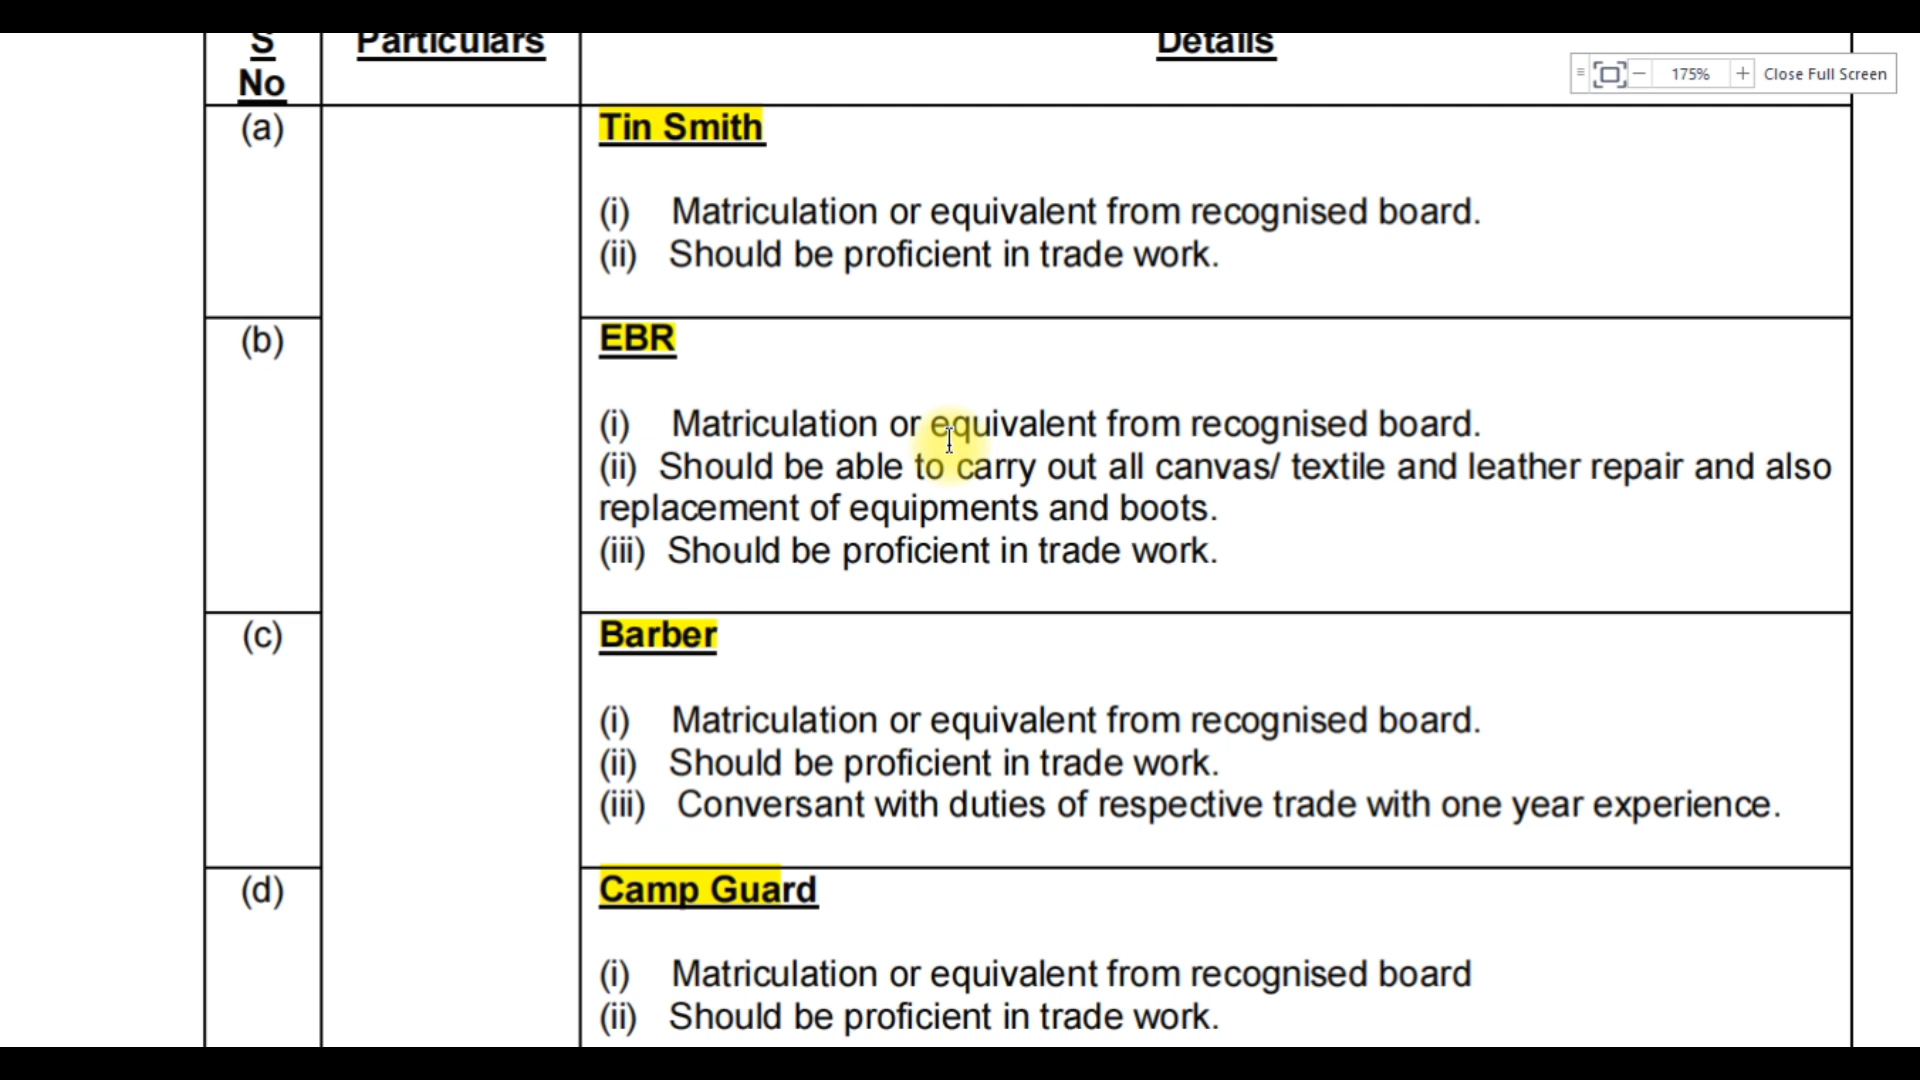 S
No
Particulars
Details
175%
Close Full Screen
(a)
Tin Smith
(i) Matriculation or equivalent from recognised board.
(ii) Should be proficient in trade work.
(b)
EBR
(i) Matriculation or equivalent from recognised board.
(ii) Should be able to carry out all canvas/ textile and leather repair and also
replacement of equipments and boots.
(iii) Should be proficient in trade work.
(c)
Barber
(i) Matriculation or equivalent from recognised board.
(ii) Should be proficient in trade work.
(iii) Conversant with duties of respective trade with one year experience.
(d)
Camp Guard
(i) Matriculation or equivalent from recognised board
(ii) Should be proficient in trade work.